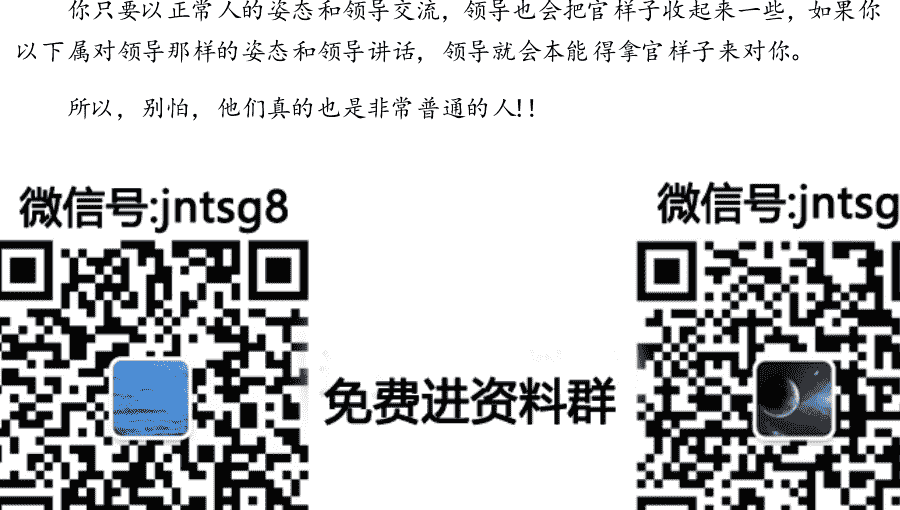 你只要以正常人的姿态和领导交流，领导也会把官样子收起来一些，如果你
以下属对领导那样的姿态和领导讲话，领导就会本能得拿官样子来对你。
所以，别怕，他们真的也是非常普通的人!!
微信号:jntsg8
微信号:jntsg
免费进资料群